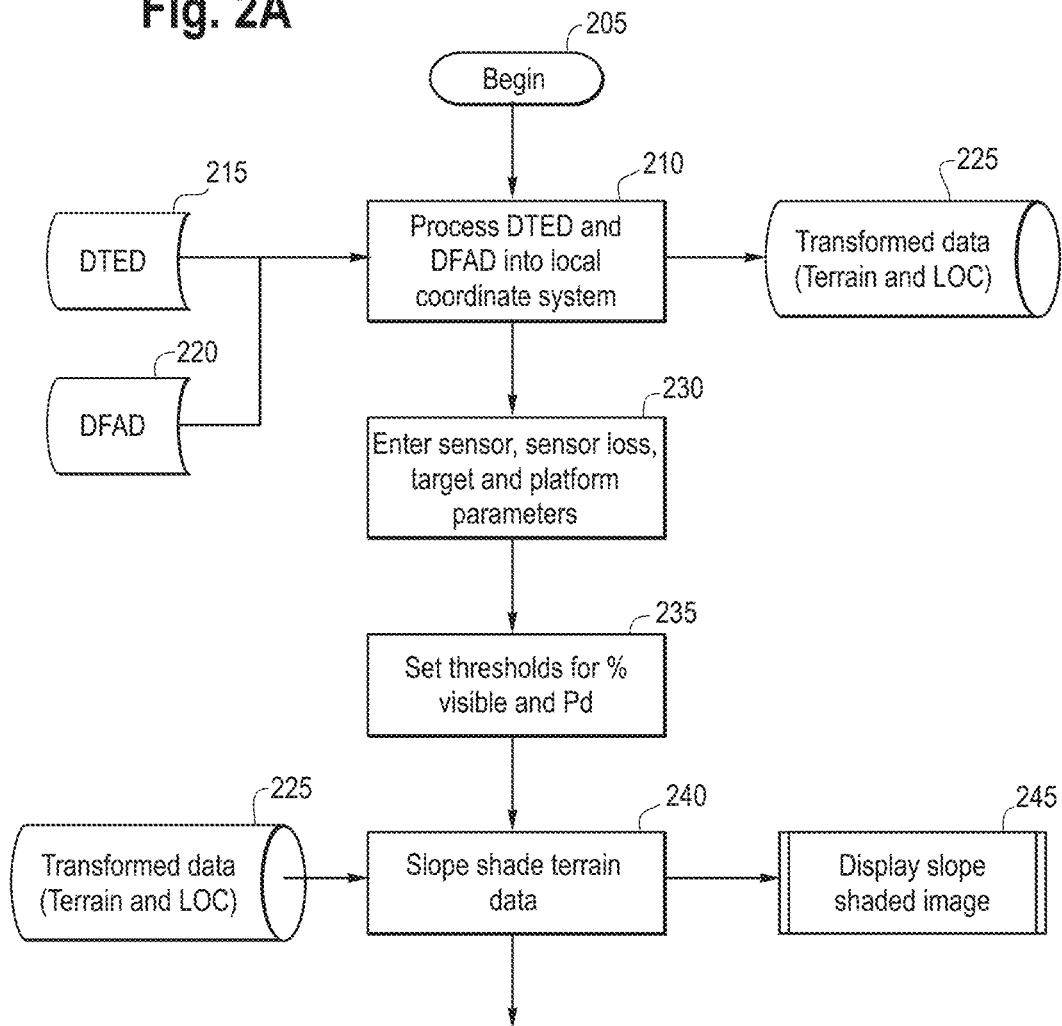 Fig. 2A
205
Begin
215
210
225
DTED
Process DTED and
DFAD into local
coordinate system
Transformed data
(Terrain and LOC)
220
DFAD
230
Enter sensor, sensor loss,
target and platform
parameters
235
Set thresholds for %
visible and Pd
225
240
245
Transformed data
(Terrain and LOC)
Slope shade terrain
data
Display slope
shaded image